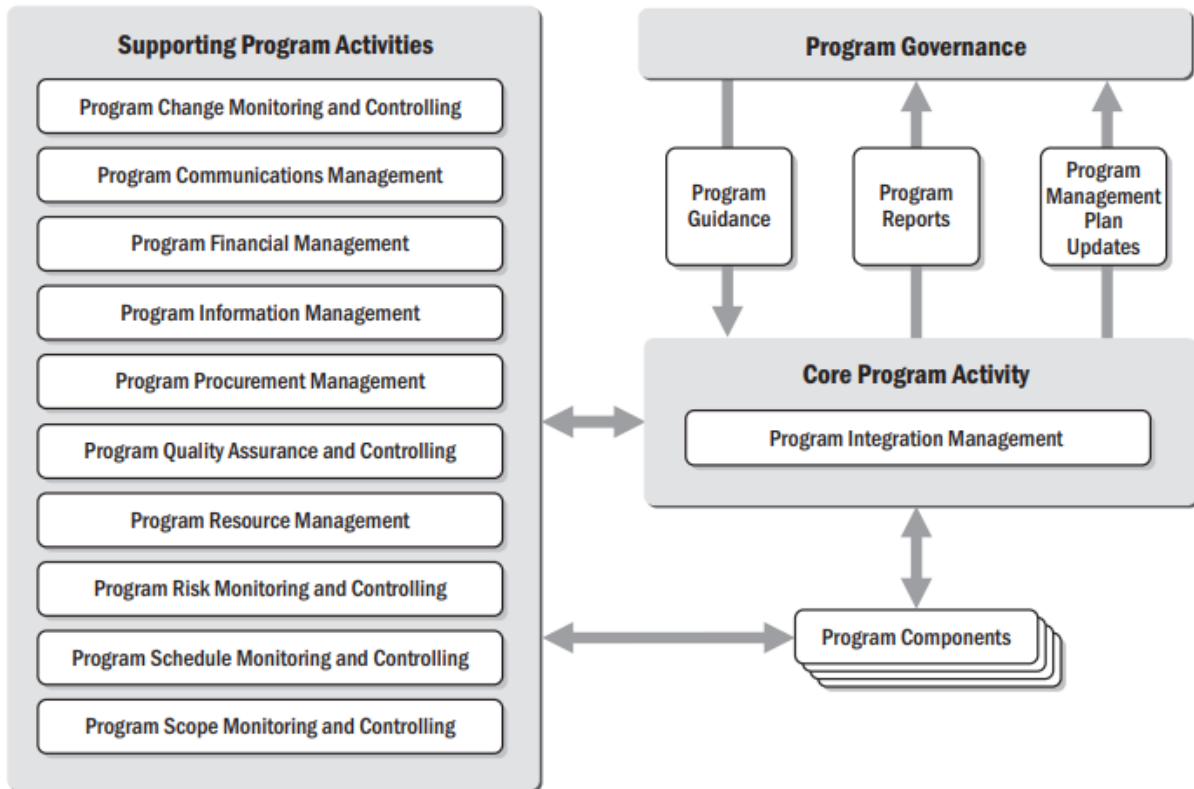 Supporting Program Activities
Program Change Monitoring and Controlling
Program Communications Management
Program Financial Management
Program Information Management
Program Procurement Management
Program Quality Assurance and Controlling
Program Resource Management
Program Risk Monitoring and Controlling
Program Schedule Monitoring and Controlling
Program Scope Monitoring and Controlling
Program Governance
Program
Guidance
Program
Reports
Program
Management
Plan
Updates
Core Program Activity
Program Integration Management
Program Components